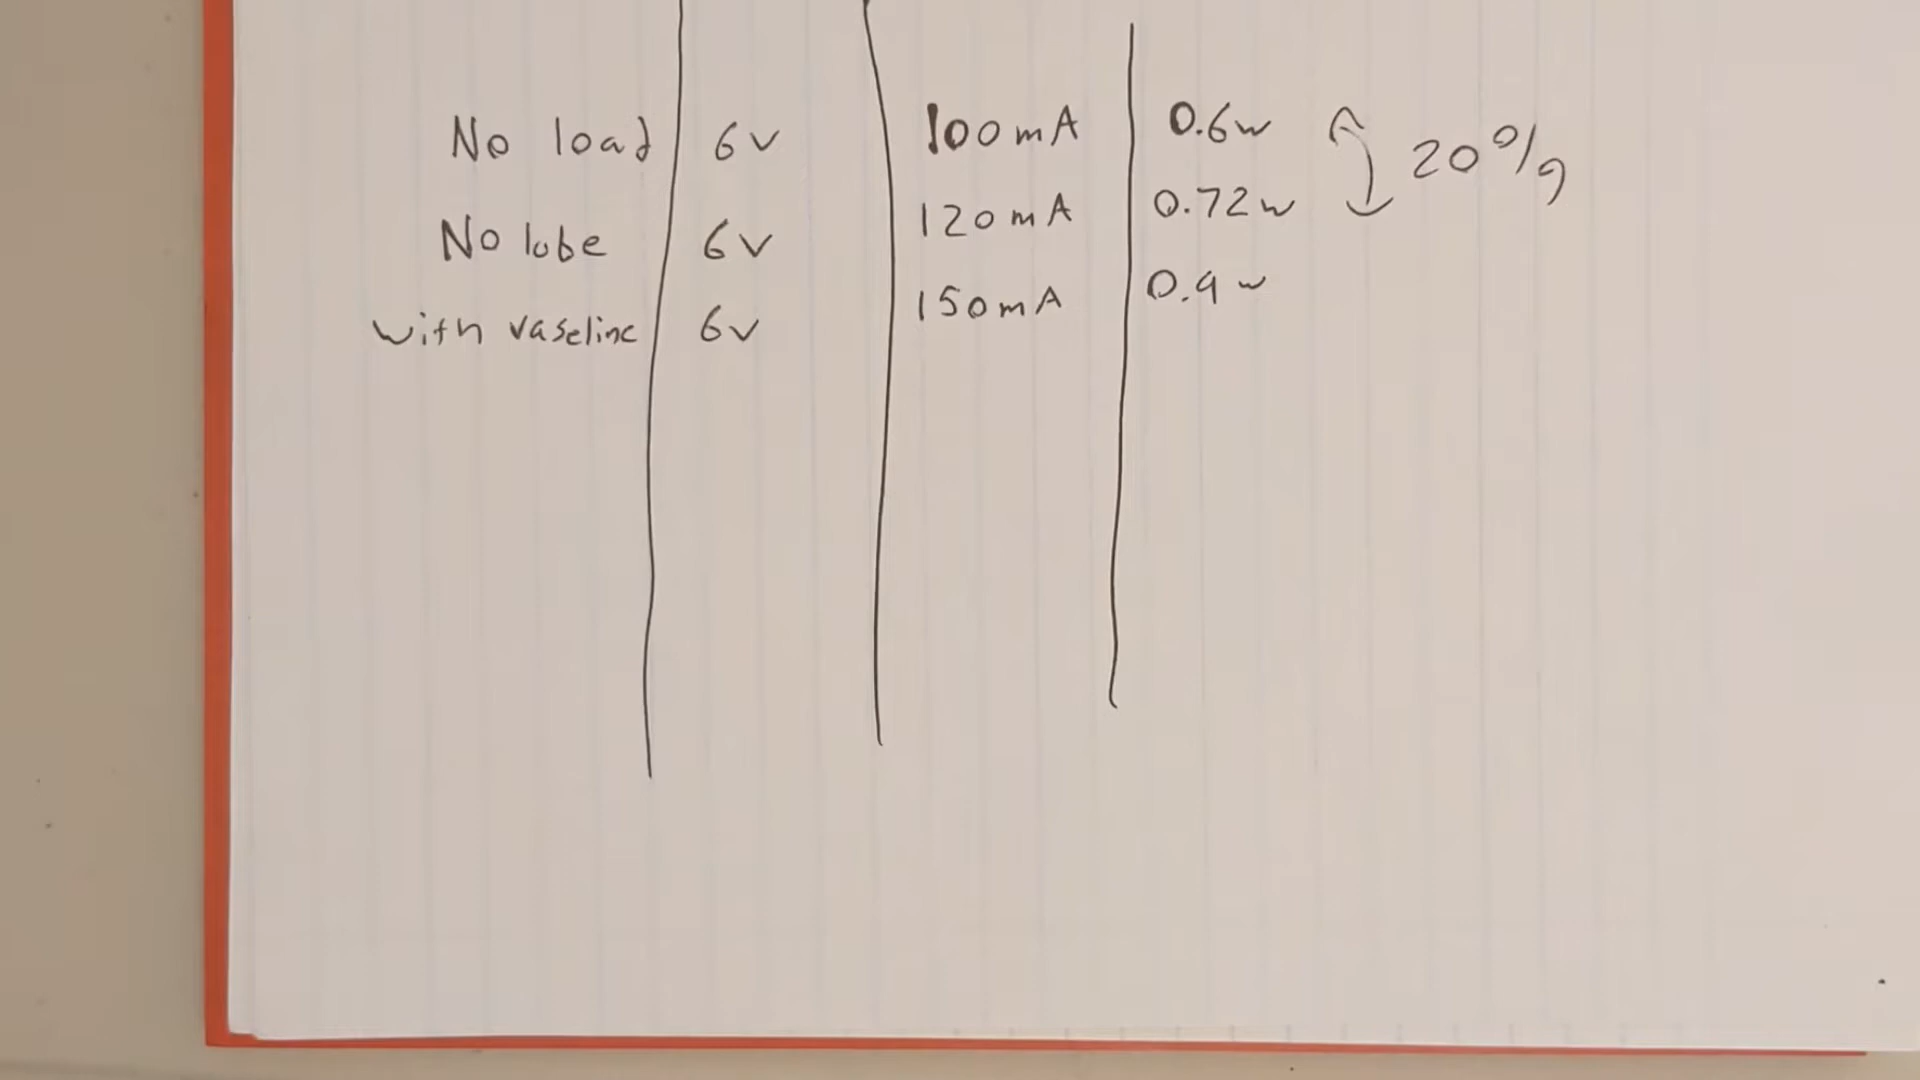 No load 6v 100mA 0.6w 20%
No lube 6v 120mA 0.72w
with vaseline 6v 150mA 0.9w